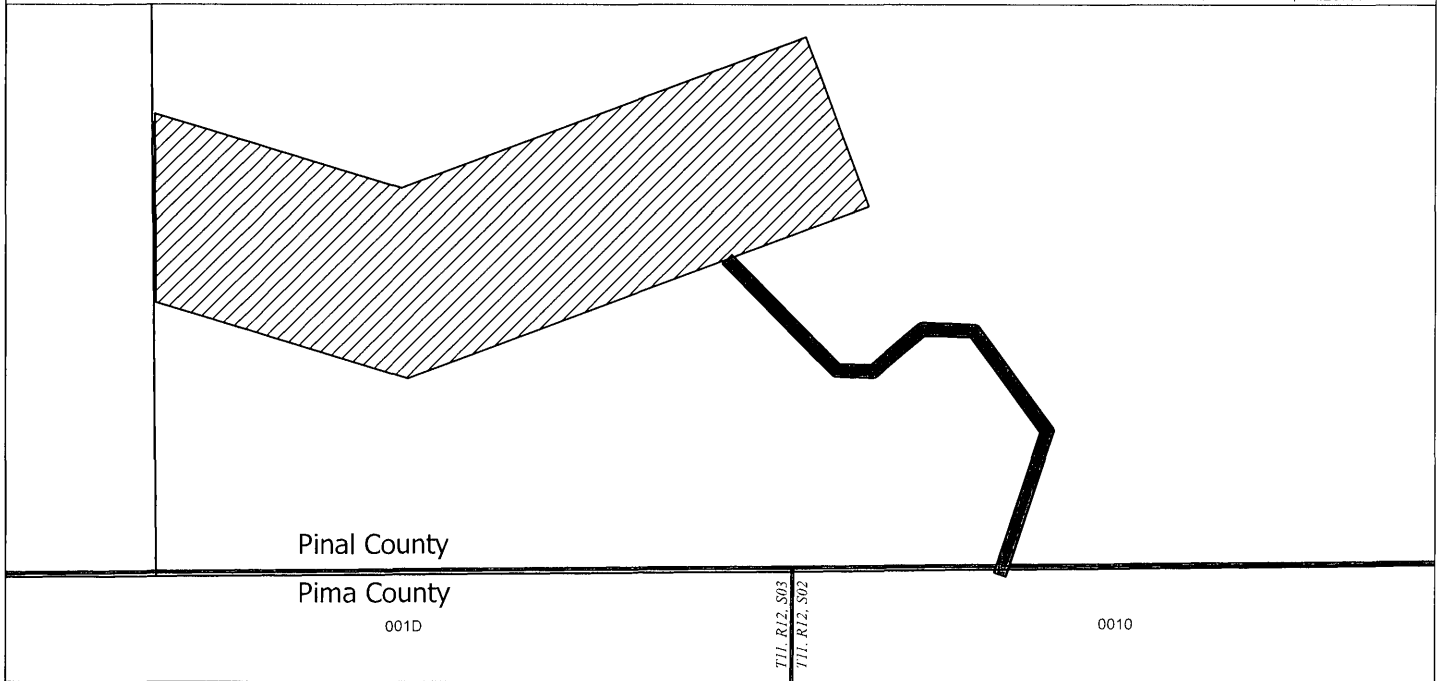 Pinal County
Pima County
001D
T11, R12, S03
T11, R12, S02
0010